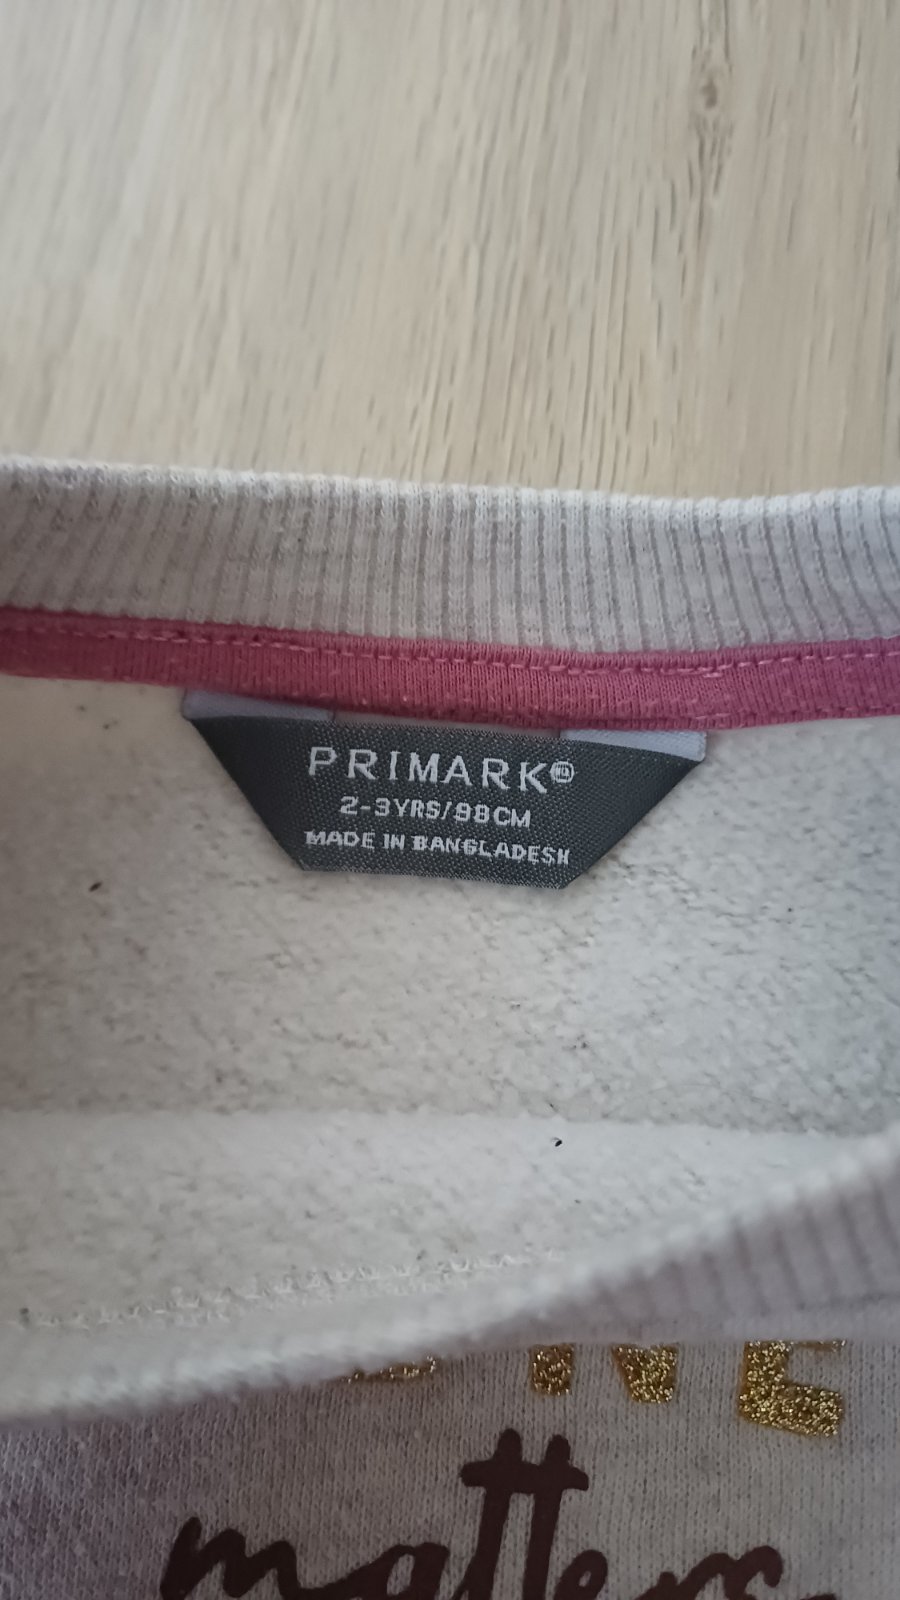 PRIMARK®
2-3YRS/98CM
MADE IN BANGLADESH
matters